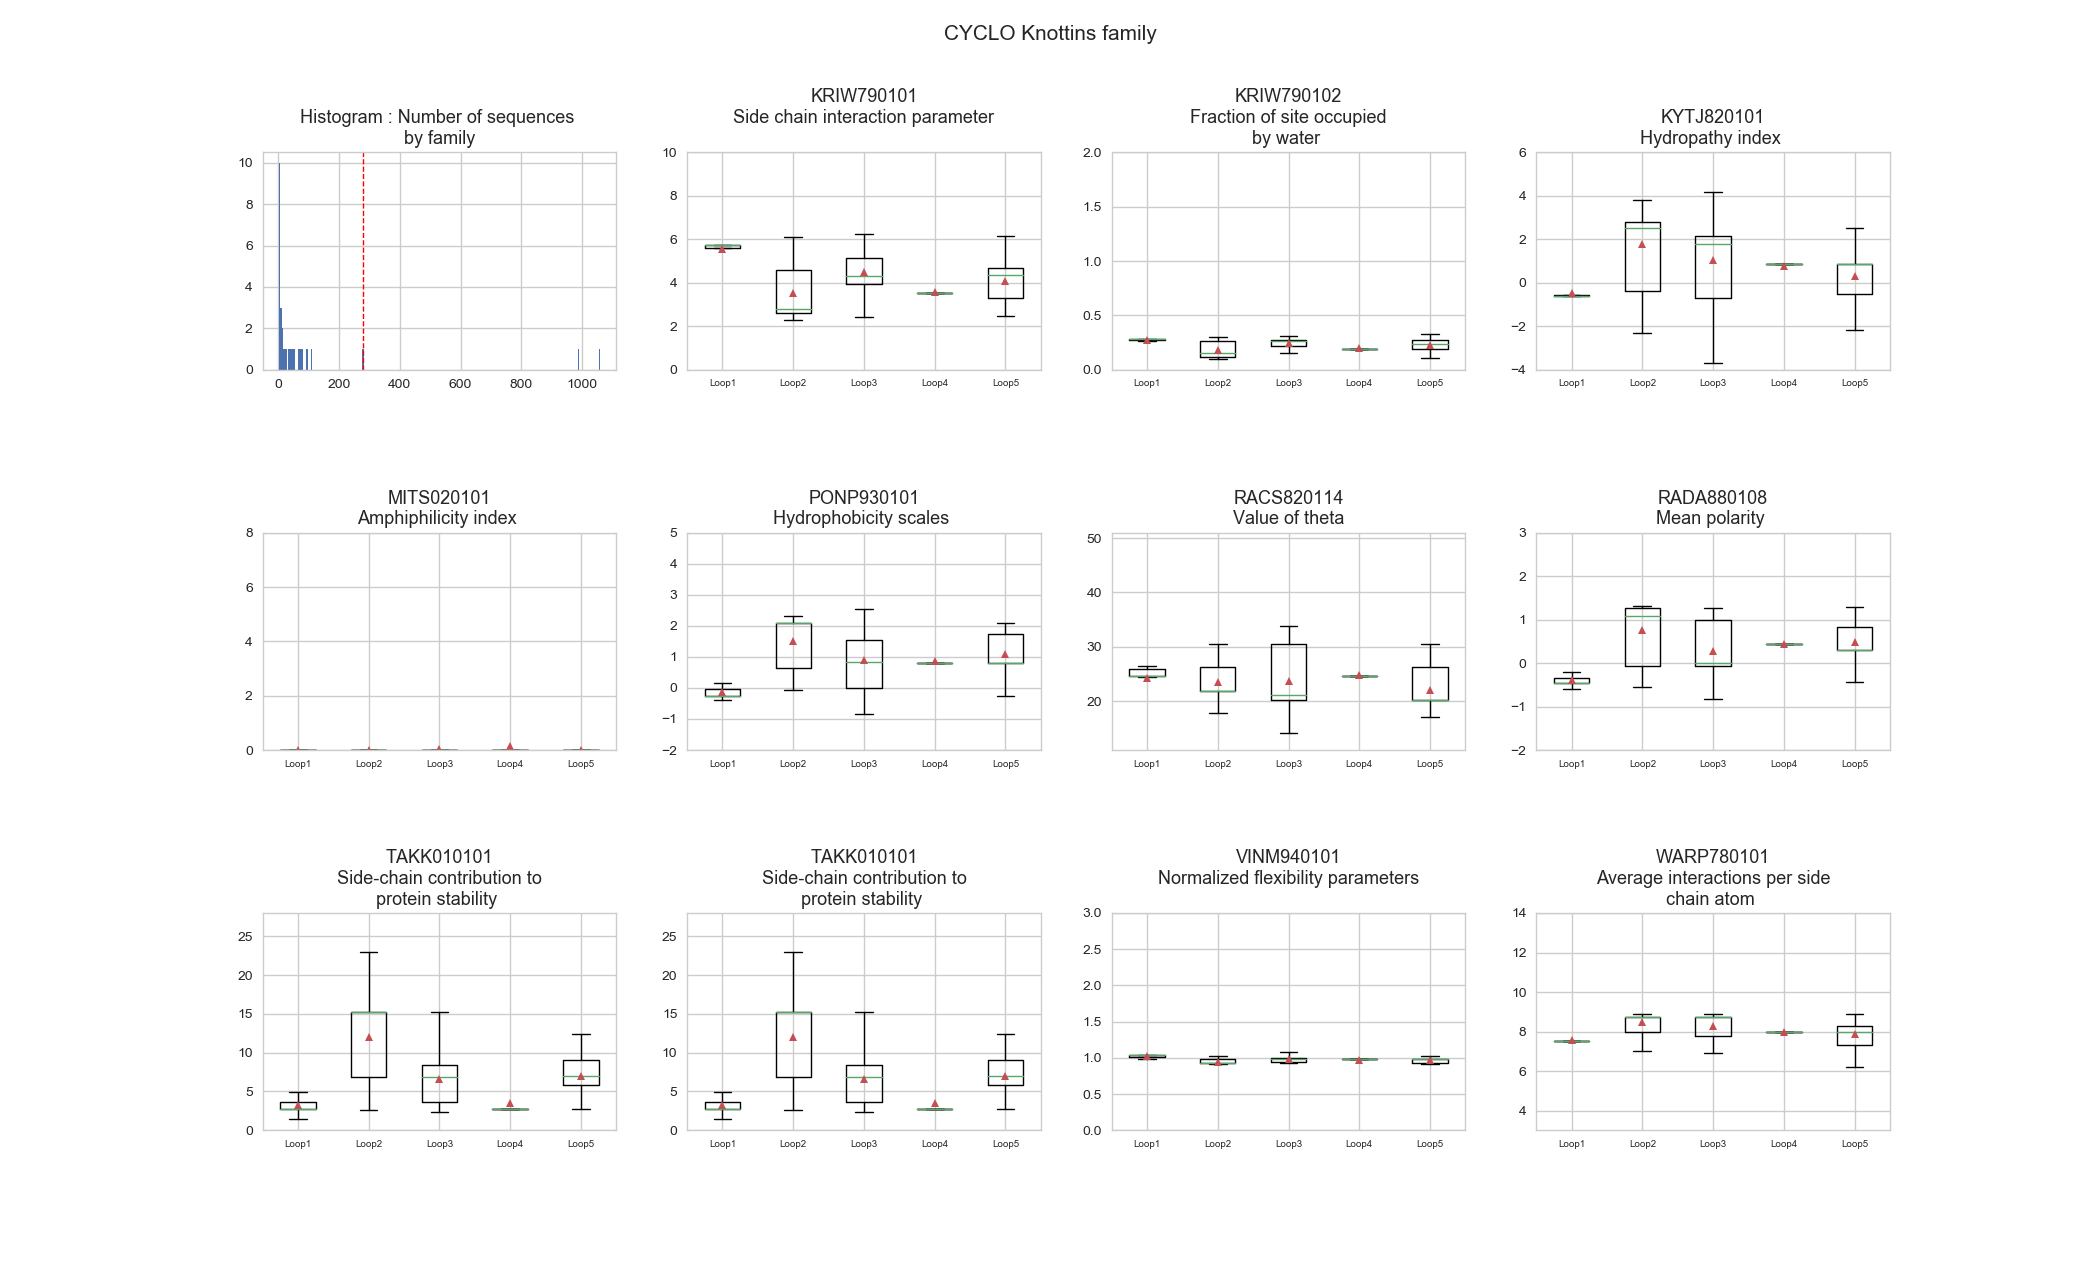 CYCLO Knottins family
Histogram : Number of sequences
by family
10
8
6
4
2
0
0 200 400 600 800 1000
KRIW790101
Side chain interaction parameter
10
8
6
4
2
0
Loop1 Loop2 Loop3 Loop4 Loop5
KRIW790102
Fraction of site occupied
by water
2.0
1.5
1.0
0.5
0.0
Loop1 Loop2 Loop3 Loop4 Loop5
KYTJ820101
Hydropathy index
6
4
2
0
−2
−4
Loop1 Loop2 Loop3 Loop4 Loop5
MITS020101
Amphiphilicity index
8
6
4
2
0
Loop1 Loop2 Loop3 Loop4 Loop5
PONP930101
Hydrophobicity scales
5
4
3
2
1
0
−1
−2
Loop1 Loop2 Loop3 Loop4 Loop5
RACS820114
Value of theta
50
40
30
20
Loop1 Loop2 Loop3 Loop4 Loop5
RADA880108
Mean polarity
3
2
1
0
−1
−2
Loop1 Loop2 Loop3 Loop4 Loop5
TAKK010101
Side-chain contribution to
protein stability
25
20
15
10
5
0
Loop1 Loop2 Loop3 Loop4 Loop5
TAKK010101
Side-chain contribution to
protein stability
25
20
15
10
5
0
Loop1 Loop2 Loop3 Loop4 Loop5
VINM940101
Normalized flexibility parameters
3.0
2.5
2.0
1.5
1.0
0.5
0.0
Loop1 Loop2 Loop3 Loop4 Loop5
WARP780101
Average interactions per side
chain atom
14
12
10
8
6
4
Loop1 Loop2 Loop3 Loop4 Loop5